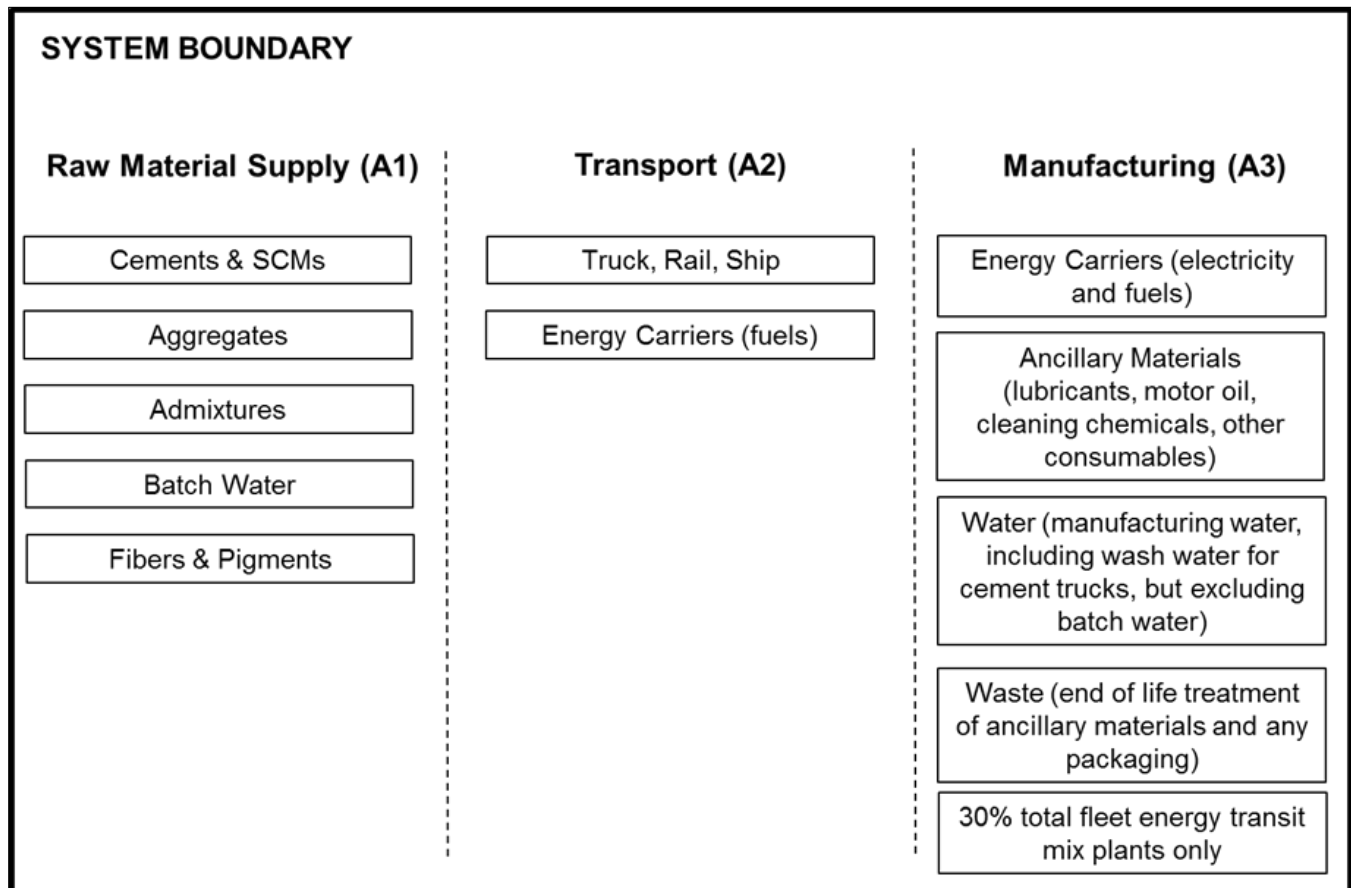 SYSTEM BOUNDARY
Raw Material Supply (A1)
Cements & SCMs
Aggregates
Admixtures
Batch Water
Fibers & Pigments
Transport (A2)
Truck, Rail, Ship
Energy Carriers (fuels)
Manufacturing (A3)
Energy Carriers (electricity
and fuels)
Ancillary Materials
(lubricants, motor oil,
cleaning chemicals, other
consumables)
Water (manufacturing water,
including wash water for
cement trucks, but excluding
batch water)
Waste (end of life treatment
of ancillary materials and any
packaging)
30% total fleet energy transit
mix plants only